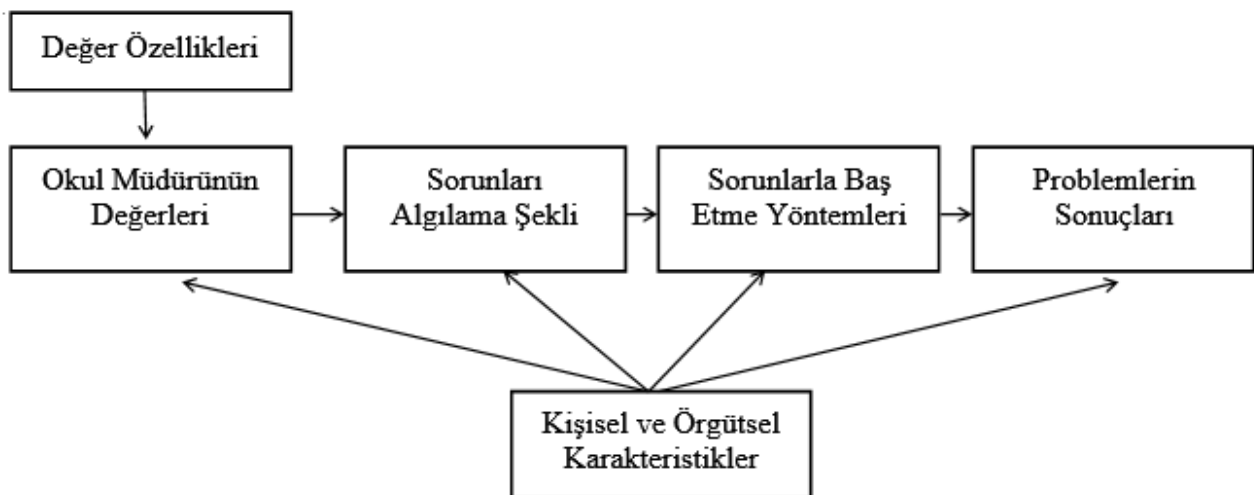 Değer Özellikleri
Okul Müdürünün
Değerleri
Sorunları
Algılama Şekli
Sorunlarla Baş
Etme Yöntemleri
Problemlerin
Sonuçları
Kişisel ve Örgütsel
Karakteristikler